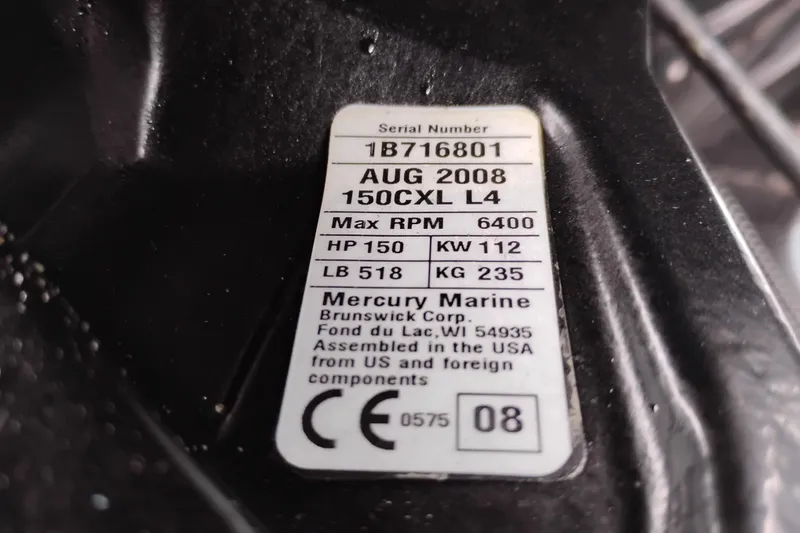 Serial Number
1B716801
AUG 2008
150CXL L4
Max RPM 6400
HP 150 KW 112
LB 518 KG 235
Mercury Marine
Brunswick Corp.
Fond du Lac,WI 54935
Assembled in the USA
from US and foreign
components
CE 0575 08